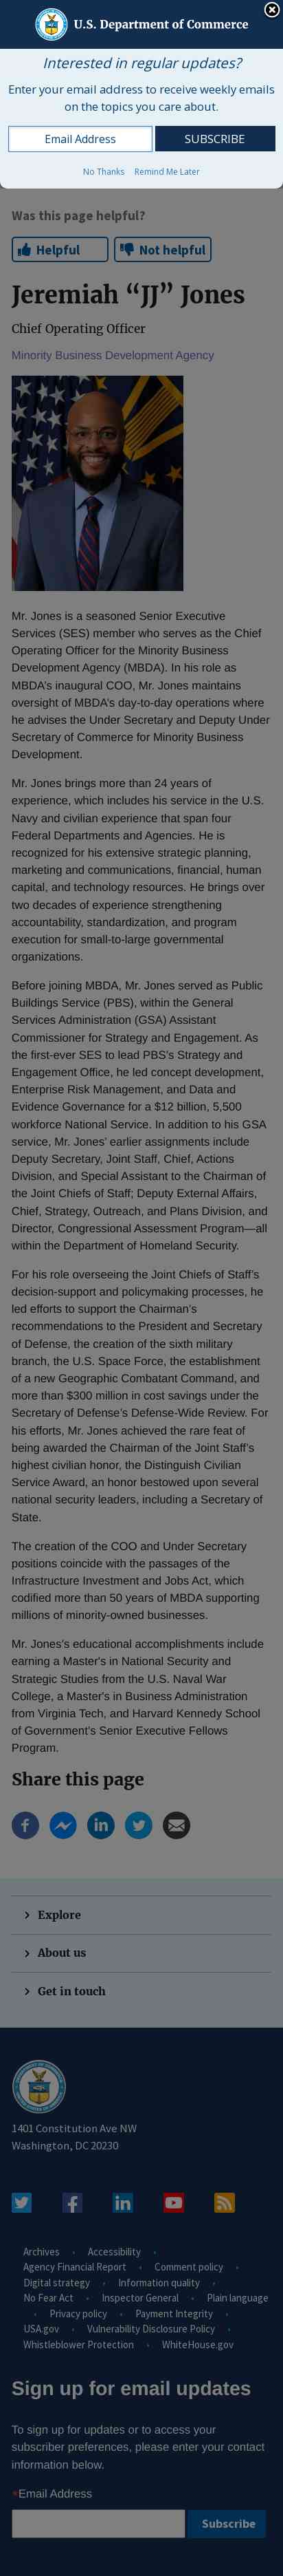 U.S. Department of Commerce
Interested in regular updates?
Enter your email address to receive weekly emails
on the topics you care about.
Email Address
SUBSCRIBE
No Thanks Remind Me Later
Was this page helpful?
Helpful
Not helpful
Jeremiah “JJ” Jones
Chief Operating Officer
Minority Business Development Agency
Mr. Jones is a seasoned Senior Executive
Services (SES) member who serves as the Chief
Operating Officer for the Minority Business
Development Agency (MBDA). In his role as
MBDA’s inaugural COO, Mr. Jones maintains
oversight of MBDA’s day-to-day operations where
he advises the Under Secretary and Deputy Under
Secretary of Commerce for Minority Business
Development.
Mr. Jones brings more than 24 years of
experience, which includes his service in the U.S.
Navy and civilian experience that span four
Federal Departments and Agencies. He is
recognized for his extensive strategic planning,
marketing and communications, financial, human
capital, and technology resources. He brings over
two decades of experience strengthening
accountability, standardization, and program
execution for small-to-large governmental
organizations.
Before joining MBDA, Mr. Jones served as Public
Buildings Service (PBS), within the General
Services Administration (GSA) Assistant
Commissioner for Strategy and Engagement. As
the first-ever SES to lead PBS’s Strategy and
Engagement Office, he led concept development,
Enterprise Risk Management, and Data and
Evidence Governance for a $12 billion, 5,500
workforce National Service. In addition to his GSA
service, Mr. Jones’ earlier assignments include
Deputy Secretary, Joint Staff, Chief, Actions
Division, and Special Assistant to the Chairman of
the Joint Chiefs of Staff; Deputy External Affairs,
Chief, Strategy, Outreach, and Plans Division, and
Director, Congressional Assessment Program—all
within the Department of Homeland Security.
For his role overseeing the Joint Chiefs of Staff’s
decision-support and policymaking processes, he
led efforts to support the Chairman’s
recommendations to the President and Secretary
of Defense, the creation of the sixth military
branch, the U.S. Space Force, the establishment
of a new Geographic Combatant Command, and
more than $300 million in cost savings under the
Secretary of Defense’s Defense-Wide Review. For
his efforts, Mr. Jones achieved the rare feat of
being awarded the Chairman of the Joint Staff’s
highest civilian honor, the Distinguish Civilian
Service Award, an honor bestowed upon several
national security leaders, including a Secretary of
State.
The creation of the COO and Under Secretary
positions coincide with the passages of the
Infrastructure Investment and Jobs Act, which
codified more than 50 years of MBDA supporting
millions of minority-owned businesses.
Mr. Jones’s educational accomplishments include
earning a Master's in National Security and
Strategic Studies from the U.S. Naval War
College, a Master's in Business Administration
from Virginia Tech, and Harvard Kennedy School
of Government’s Senior Executive Fellows
Program.
Share this page
Explore
About us
Get in touch
1401 Constitution Ave NW
Washington, DC 20230
Archives • Accessibility •
Agency Financial Report • Comment policy •
Digital strategy • Information quality •
No Fear Act • Inspector General • Plain language
• Privacy policy • Payment Integrity •
USA.gov • Vulnerability Disclosure Policy •
Whistleblower Protection • WhiteHouse.gov
Sign up for email updates
To sign up for updates or to access your
subscriber preferences, please enter your contact
information below.
*Email Address
Subscribe